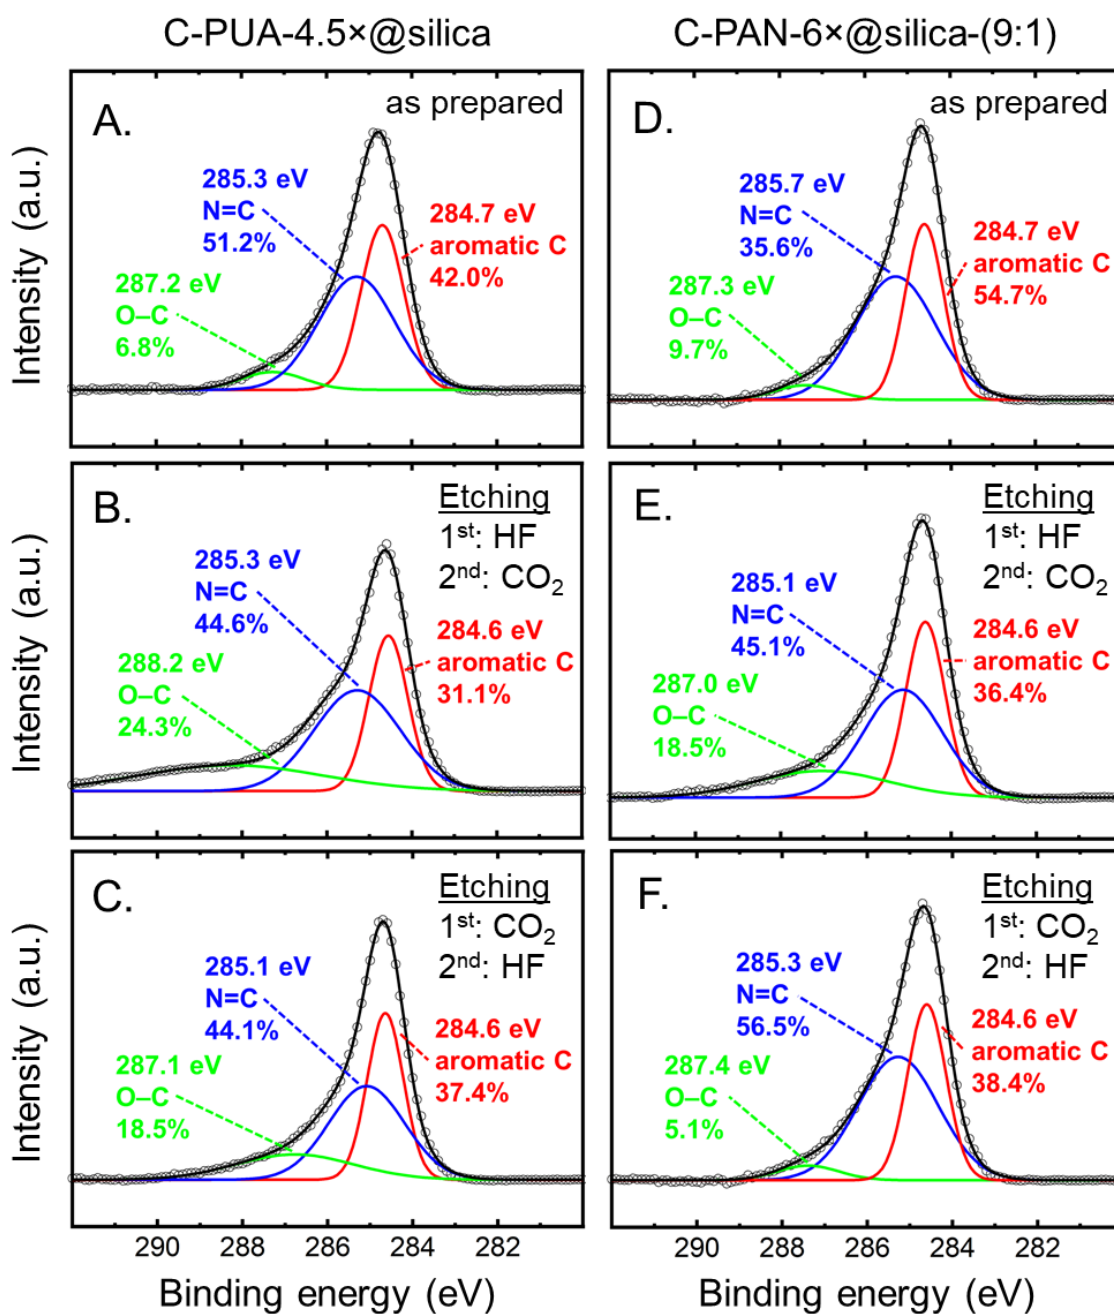 C-PUA-4.5×@silica
C-PAN-6×@silica-(9:1)
Intensity (a.u.)
A.
as prepared
285.3 eV
N=C
51.2%
284.7 eV
aromatic C
42.0%
287.2 eV
O–C
6.8%
D.
as prepared
285.7 eV
N=C
35.6%
284.7 eV
aromatic C
54.7%
287.3 eV
O–C
9.7%
Intensity (a.u.)
B.
Etching
1st: HF
2nd: CO2
285.3 eV
N=C
44.6%
284.6 eV
aromatic C
31.1%
288.2 eV
O–C
24.3%
E.
Etching
1st: HF
2nd: CO2
285.1 eV
N=C
45.1%
284.6 eV
aromatic C
36.4%
287.0 eV
O–C
18.5%
Intensity (a.u.)
C.
Etching
1st: CO2
2nd: HF
285.1 eV
N=C
44.1%
284.6 eV
aromatic C
37.4%
287.1 eV
O–C
18.5%
F.
Etching
1st: CO2
2nd: HF
285.3 eV
N=C
56.5%
284.6 eV
aromatic C
38.4%
287.4 eV
O–C
5.1%
290 288 286 284 282
290 288 286 284 282
Binding energy (eV)
Binding energy (eV)